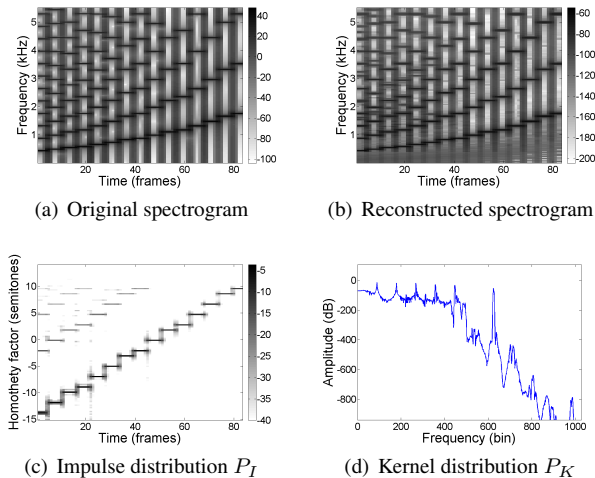 5
4
3
2
1
Frequency (kHz)
20 40 60 80
Time (frames)
40
20
0
-20
-40
-60
-80
-100
(a) Original spectrogram
5
4
3
2
1
Frequency (kHz)
20 40 60 80
Time (frames)
-60
-80
-100
-120
-140
-160
-180
-200
(b) Reconstructed spectrogram
10
5
0
-5
-10
-15
Homothety factor (semitones)
0 20 40 60 80
Time (frames)
-5
-10
-15
-20
-25
-30
-35
-40
(c) Impulse distribution P_I
0
-200
-400
-600
-800
Amplitude (dB)
0 200 400 600 800 1000
Frequency (bin)
(d) Kernel distribution P_K